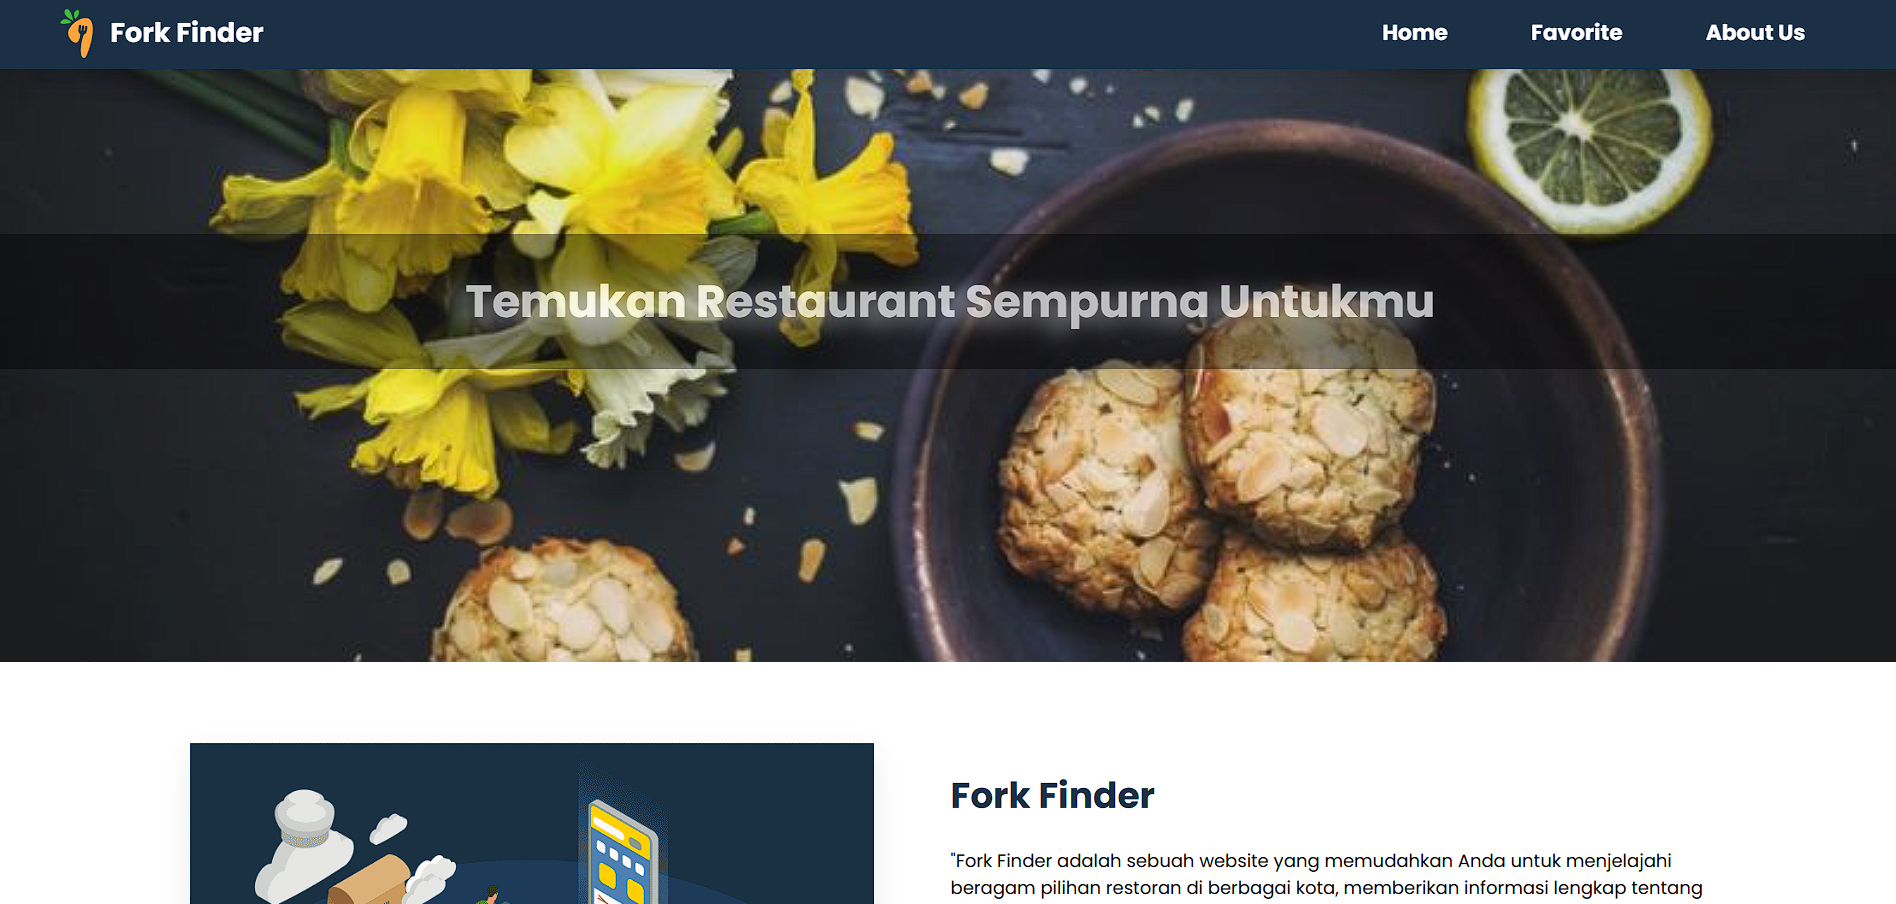 Fork Finder
Home
Favorite
About Us
Temukan Restaurant Sempurna Untukmu
Fork Finder
"Fork Finder adalah sebuah website yang memudahkan Anda untuk menjelajahi
beragam pilihan restoran di berbagai kota, memberikan informasi lengkap tentang